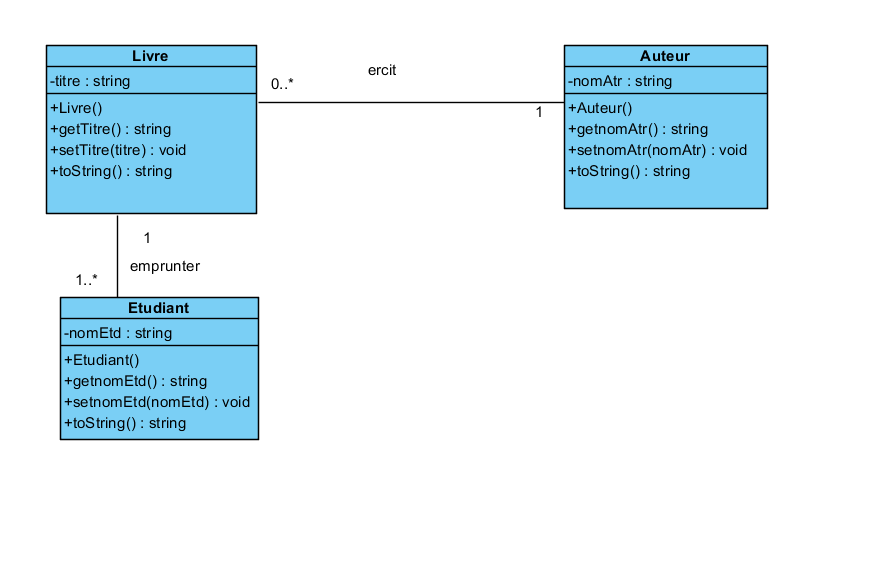 Livre
-titre : string
+Livre()
+getTitre() : string
+setTitre(titre) : void
+toString() : string
0..*
ercit
1
Auteur
-nomAtr : string
+Auteur()
+getnomAtr() : string
+setnomAtr(nomAtr) : void
+toString() : string
1
emprunter
1..*
Etudiant
-nomEtd : string
+Etudiant()
+getnomEtd() : string
+setnomEtd(nomEtd) : void
+toString() : string